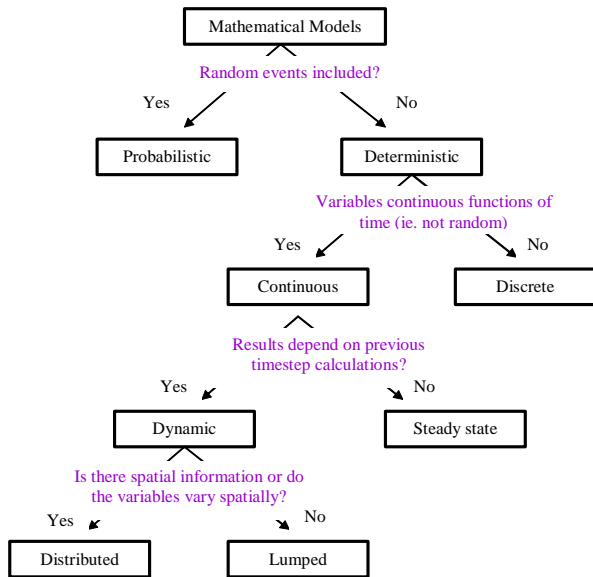 Mathematical Models
Random events included?
Yes
No
Probabilistic
Deterministic
Variables continuous functions of
time (ie. not random)
Yes
No
Continuous
Discrete
Results depend on previous
timestep calculations?
Yes
No
Dynamic
Steady state
Is there spatial information or do
the variables vary spatially?
Yes
No
Distributed
Lumped